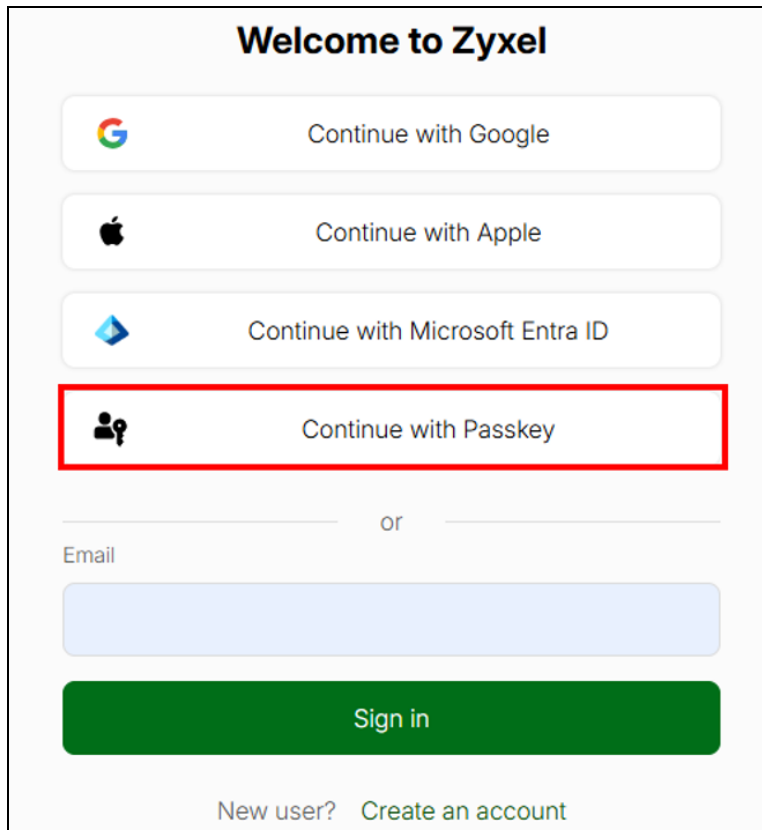 Welcome to Zyxel
Continue with Google
Continue with Apple
Continue with Microsoft Entra ID
Continue with Passkey
or
Email
Sign in
New user? Create an account